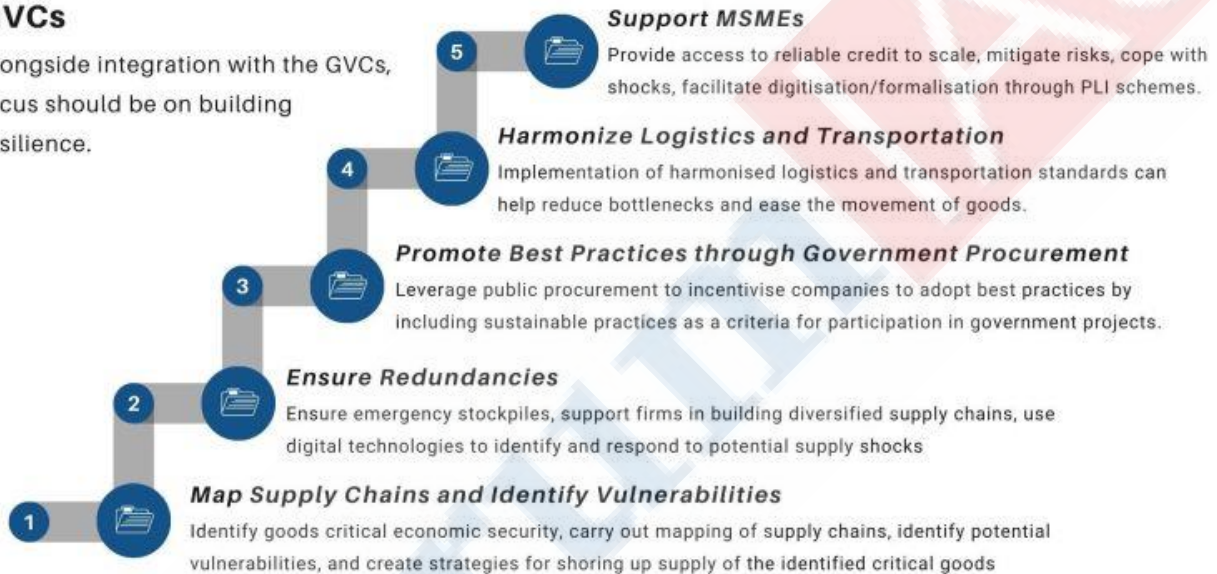 VCs
ongside integration with the GVCs,
cus should be on building
silience.
5
Support MSMEs
Provide access to reliable credit to scale, mitigate risks, cope with
shocks, facilitate digitisation/formalisation through PLI schemes.
4
Harmonize Logistics and Transportation
Implementation of harmonised logistics and transportation standards can
help reduce bottlenecks and ease the movement of goods.
3
Promote Best Practices through Government Procurement
Leverage public procurement to incentivise companies to adopt best practices by
including sustainable practices as a criteria for participation in government projects.
2
Ensure Redundancies
Ensure emergency stockpiles, support firms in building diversified supply chains, use
digital technologies to identify and respond to potential supply shocks
1
Map Supply Chains and Identify Vulnerabilities
Identify goods critical economic security, carry out mapping of supply chains, identify potential
vulnerabilities, and create strategies for shoring up supply of the identified critical goods